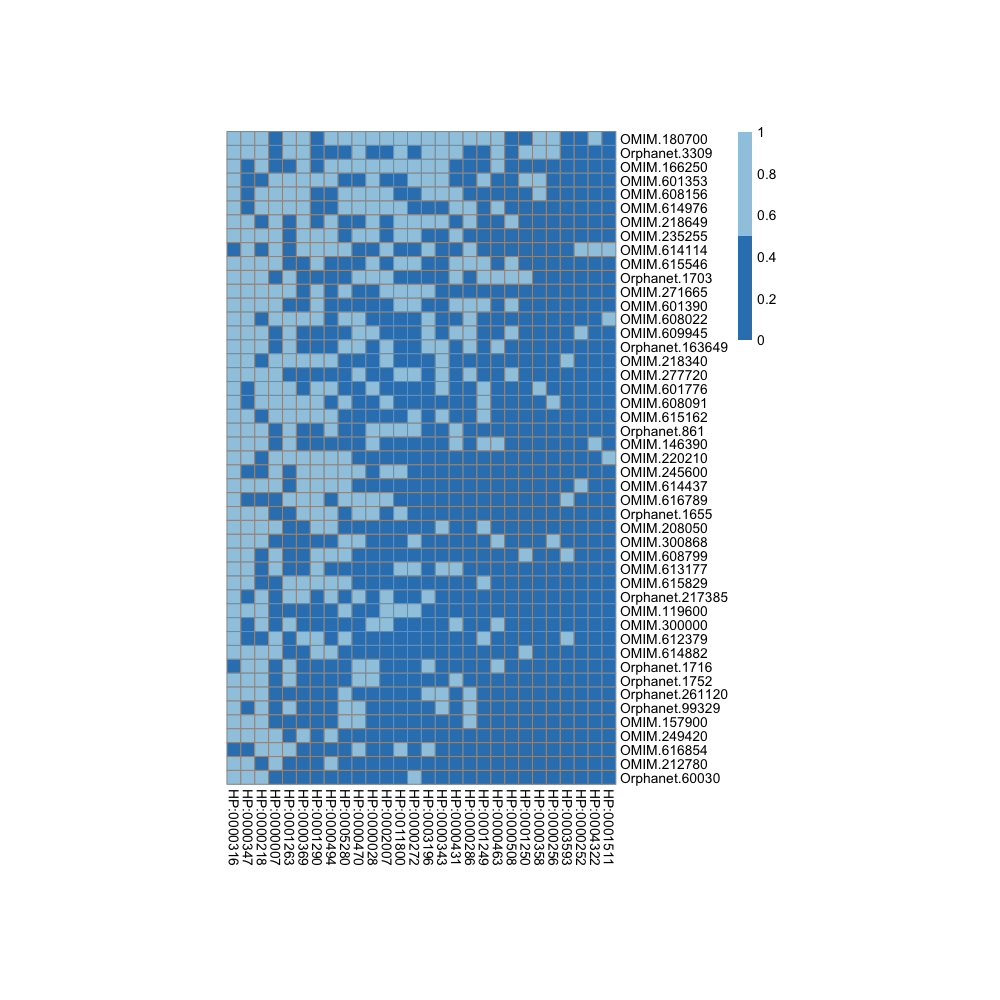 OMIM.180700
Orphanet.3309
OMIM.166250
OMIM.601353
OMIM.608156
OMIM.614976
OMIM.218649
OMIM.235255
OMIM.614114
OMIM.615546
Orphanet.1703
OMIM.271665
OMIM.601390
OMIM.608022
OMIM.609945
Orphanet.163649
OMIM.218340
OMIM.277720
OMIM.601776
OMIM.608091
OMIM.615162
Orphanet.861
OMIM.146390
OMIM.220210
OMIM.245600
OMIM.614437
OMIM.616789
Orphanet.1655
OMIM.208050
OMIM.300868
OMIM.608799
OMIM.613177
OMIM.615829
Orphanet.217385
OMIM.119600
OMIM.300000
OMIM.612379
OMIM.614882
Orphanet.1716
Orphanet.1752
Orphanet.261120
Orphanet.99329
OMIM.157900
OMIM.249420
OMIM.616854
OMIM.212780
Orphanet.60030
1
0.8
0.6
0.4
0.2
0
HP:0000316
HP:0000347
HP:0000218
HP:0000007
HP:0001263
HP:0000369
HP:0001290
HP:0000494
HP:0005280
HP:0000470
HP:0000028
HP:0002007
HP:0011800
HP:0000272
HP:0003196
HP:0000343
HP:0000431
HP:0000286
HP:0001249
HP:0000463
HP:0000508
HP:0001250
HP:0000358
HP:0000256
HP:0003593
HP:0000252
HP:0004322
HP:0001511